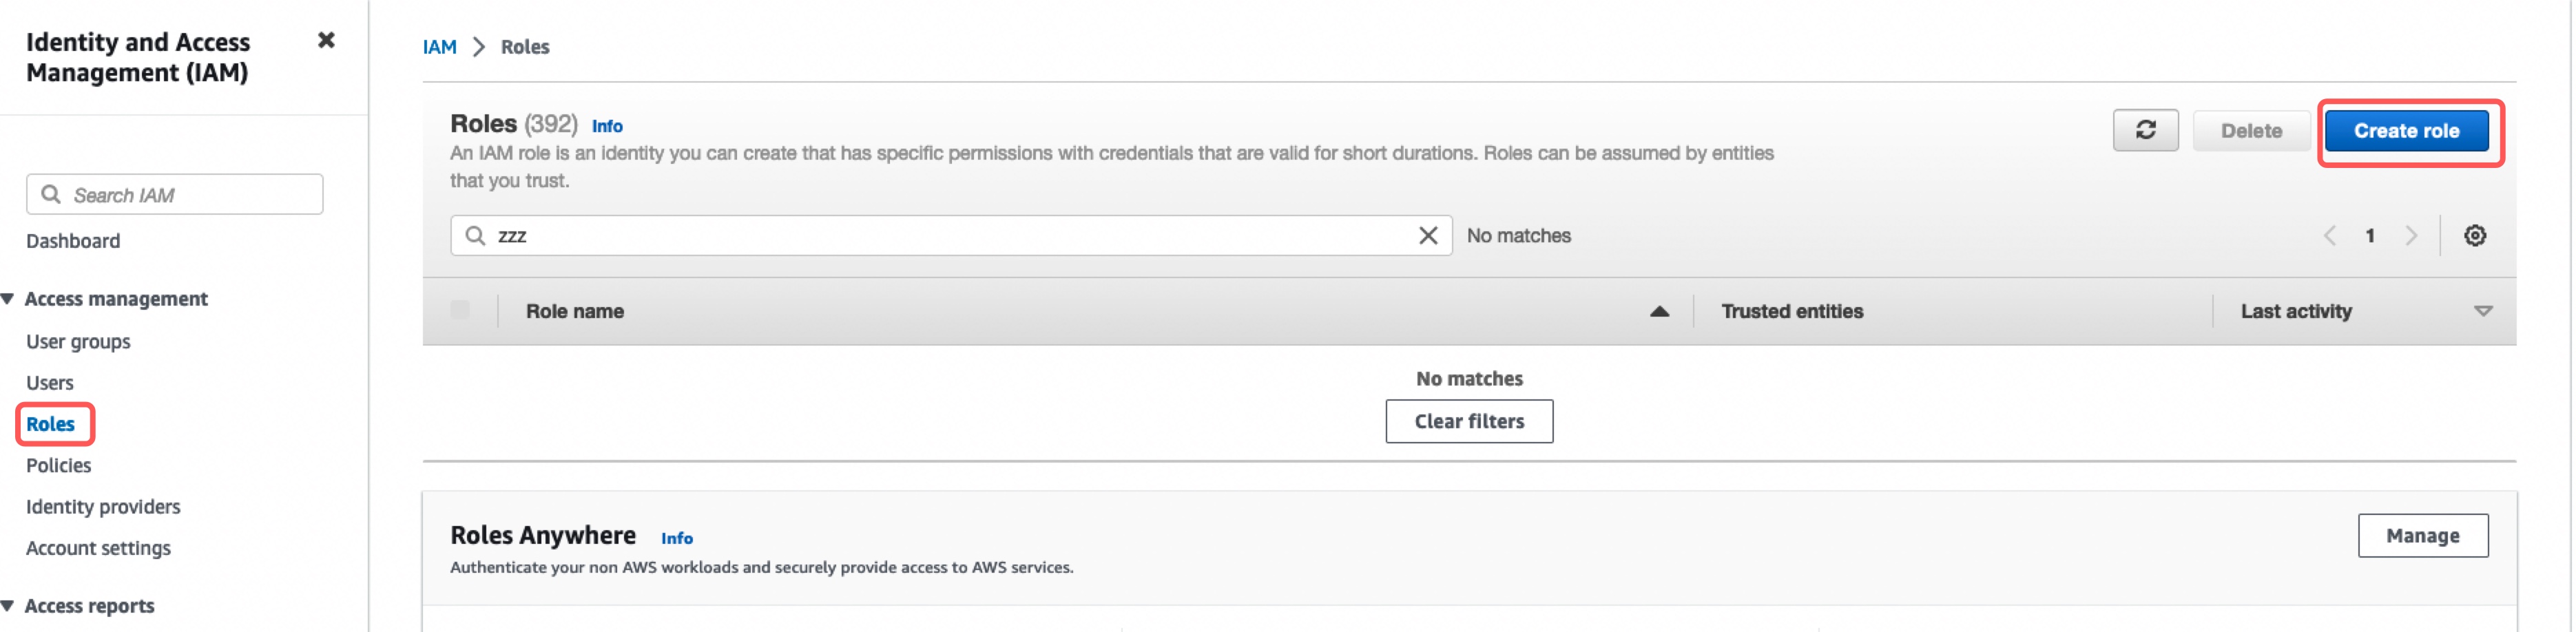 Identity and Access
Management (IAM)
Search IAM
Dashboard
Access management
User groups
Users
Roles
Policies
Identity providers
Account settings
Access reports
IAM > Roles
Roles (392) Info
Delete
Create role
An IAM role is an identity you can create that has specific permissions with credentials that are valid for short durations. Roles can be assumed by entities
that you trust.
zzz
No matches
1
Role name
Trusted entities
Last activity
No matches
Clear filters
Roles Anywhere Info
Manage
Authenticate your non AWS workloads and securely provide access to AWS services.